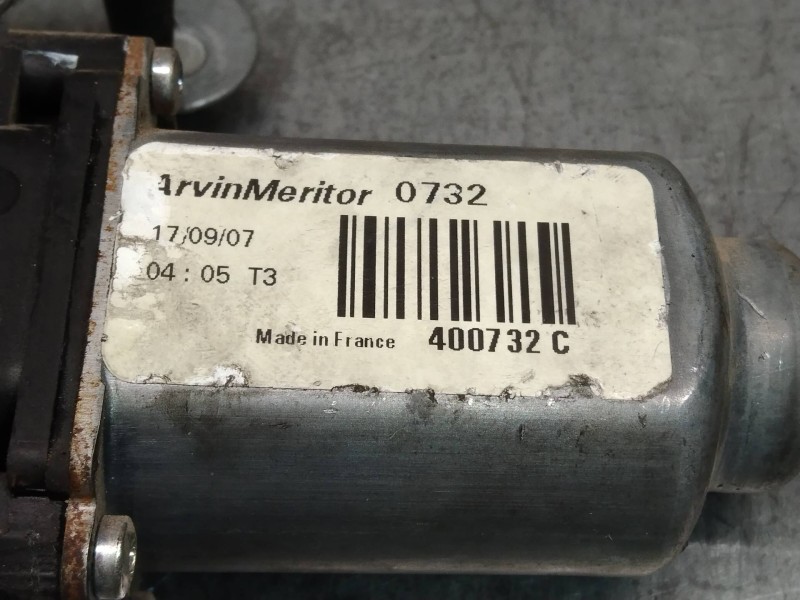 ArvinMeritor 0732
17/09/07
04 : 05 T3
Made in France 400732 C